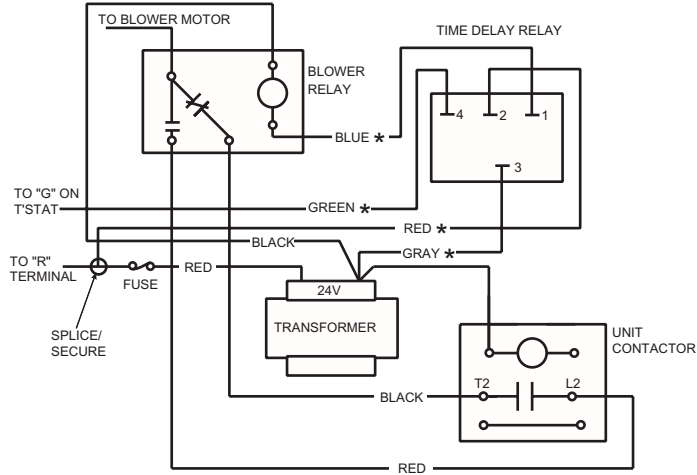 TO BLOWER MOTOR
TIME DELAY RELAY
BLOWER
RELAY
4
2
1
3
BLUE *
TO "G" ON
T'STAT
GREEN *
RED *
BLACK
GRAY *
TO "R"
TERMINAL
FUSE
RED
24V
SPLICE/
SECURE
TRANSFORMER
UNIT
CONTACTOR
T2
L2
BLACK
RED